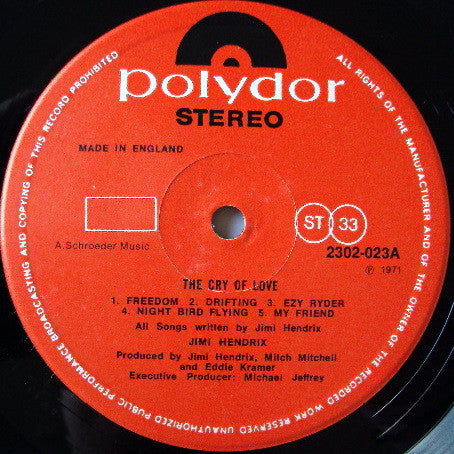 polydor
STEREO
MADE IN ENGLAND
ST 33
A.Schroeder Music
2302-023A
℗ 1971
THE CRY OF LOVE
1. FREEDOM 2. DRIFTING 3. EZY RYDER
4. NIGHT BIRD FLYING 5. MY FRIEND
All Songs written by Jimi Hendrix
JIMI HENDRIX
Produced by Jimi Hendrix, Mitch Mitchell
and Eddie Kramer
Executive Producer: Michael Jeffrey
ALL RIGHTS OF THE MANUFACTURER AND OF THE OWNER OF THE RECORDED WORK RESERVED UNAUTHORIZED PUBLIC PERFORMANCE BROADCASTING AND COPYING OF THIS RECORD PROHIBITED